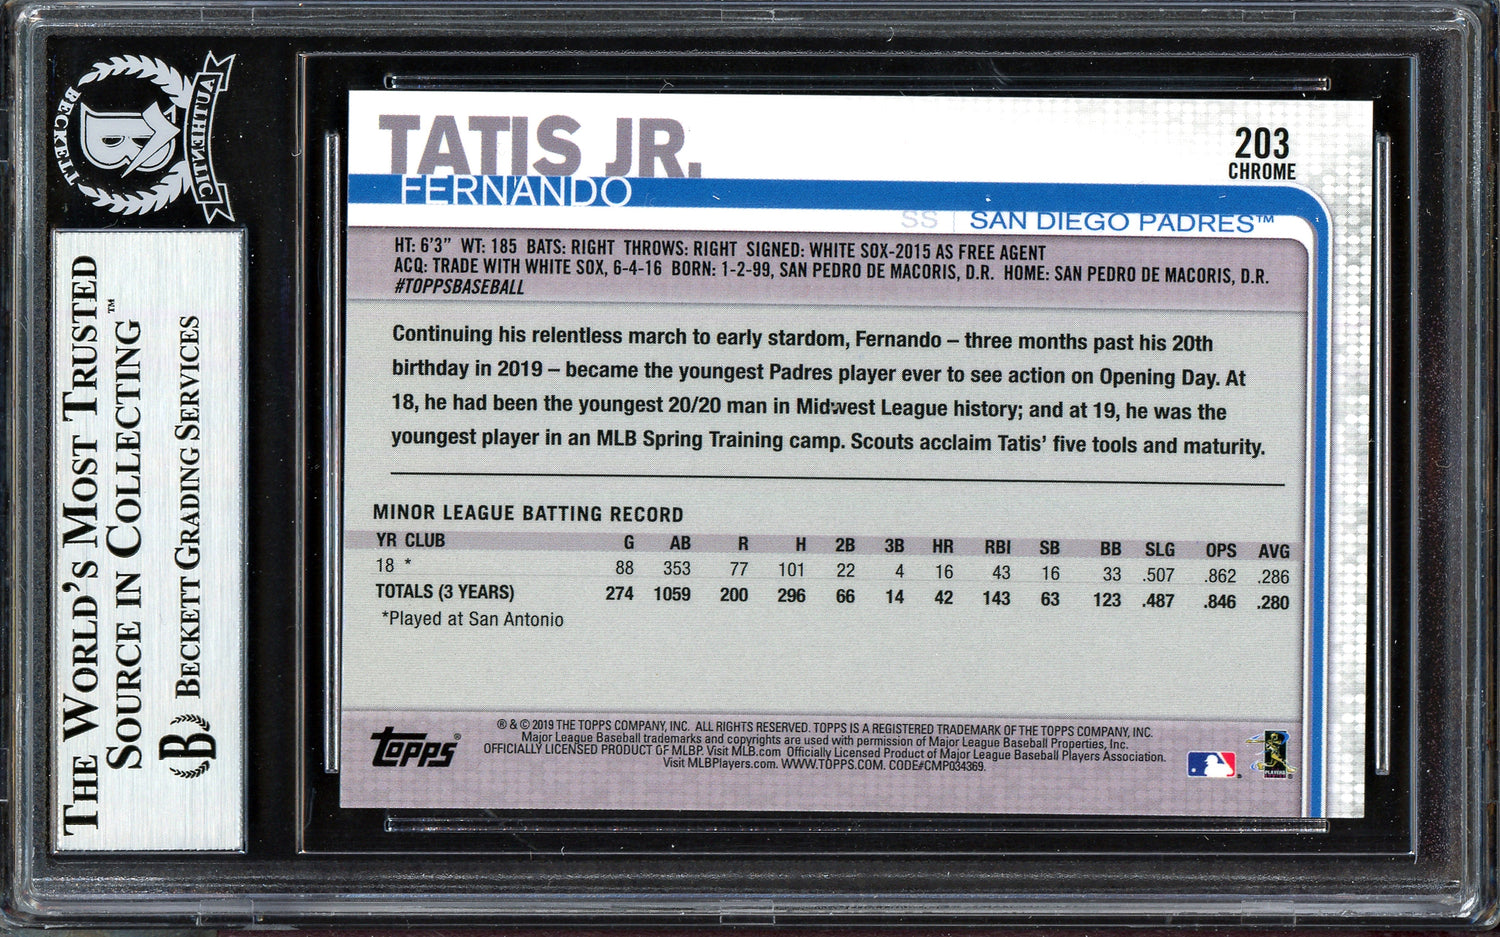 BECKETT
AUTHENTIC
B
THE WORLD'S MOST TRUSTED
SOURCE IN COLLECTING™
B BECKETT GRADING SERVICES
TATIS JR.
FERNANDO
203
CHROME
SS | SAN DIEGO PADRES™
HT: 6'3" WT: 185 BATS: RIGHT THROWS: RIGHT SIGNED: WHITE SOX-2015 AS FREE AGENT
ACQ: TRADE WITH WHITE SOX, 6-4-16 BORN: 1-2-99, SAN PEDRO DE MACORIS, D.R. HOME: SAN PEDRO DE MACORIS, D.R.
#TOPPSBASEBALL
Continuing his relentless march to early stardom, Fernando – three months past his 20th
birthday in 2019 – became the youngest Padres player ever to see action on Opening Day. At
18, he had been the youngest 20/20 man in Midwest League history; and at 19, he was the
youngest player in an MLB Spring Training camp. Scouts acclaim Tatis' five tools and maturity.
MINOR LEAGUE BATTING RECORD
YR CLUB G AB R H 2B 3B HR RBI SB BB SLG OPS AVG
18 * 88 353 77 101 22 4 16 43 16 33 .507 .862 .286
TOTALS (3 YEARS) 274 1059 200 296 66 14 42 143 63 123 .487 .846 .280
*Played at San Antonio
topps®
® & © 2019 THE TOPPS COMPANY, INC. ALL RIGHTS RESERVED. TOPPS IS A REGISTERED TRADEMARK OF THE TOPPS COMPANY, INC.
Major League Baseball trademarks and copyrights are used with permission of Major League Baseball Properties, Inc.
OFFICIALLY LICENSED PRODUCT OF MLBP. Visit MLB.com Officially Licensed Product of Major League Baseball Players Association.
Visit MLBPlayers.com. WWW.TOPPS.COM. CODE#CMP034369.
PLAYERS